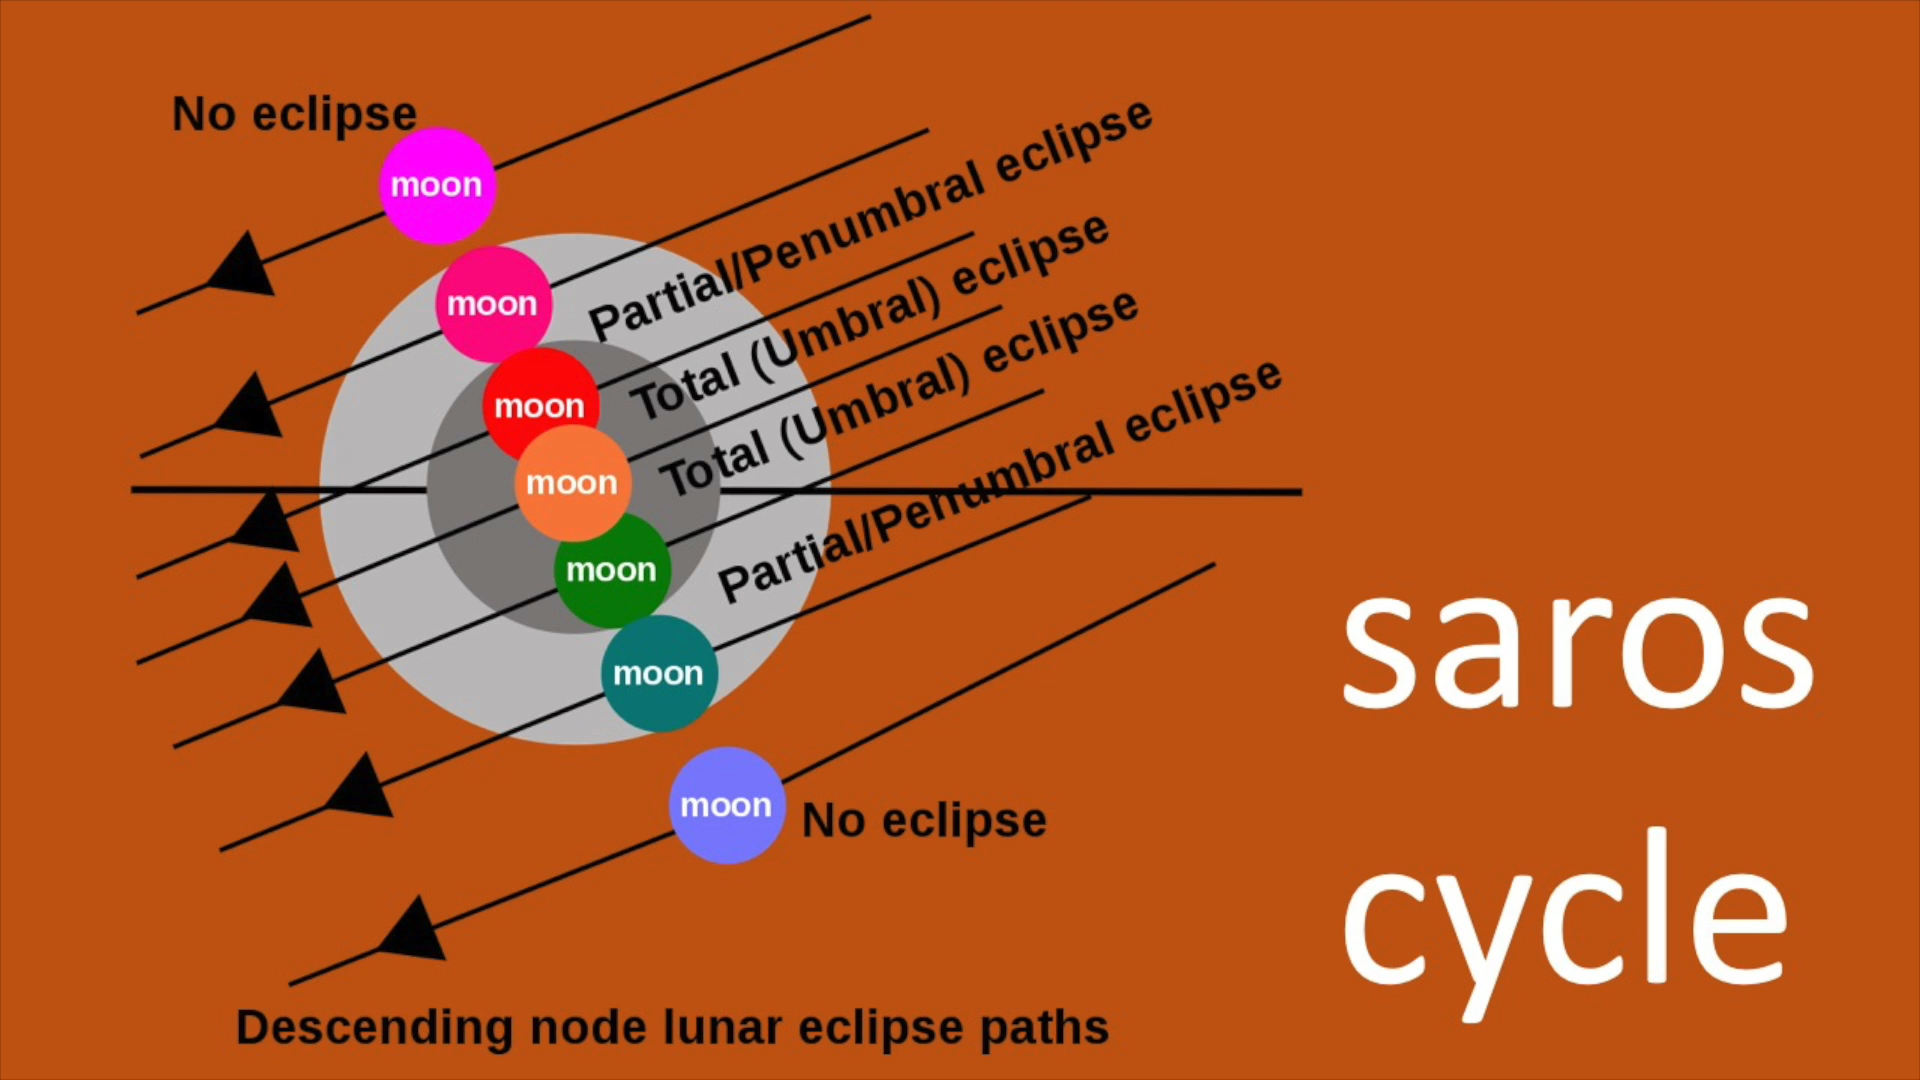 No eclipse
moon
Partial/Penumbral eclipse
moon
Total (Umbral) eclipse
moon
Total (Umbral) eclipse
moon
Partial/Penumbral eclipse
moon
moon
moon
No eclipse
Descending node lunar eclipse paths
saros
cycle